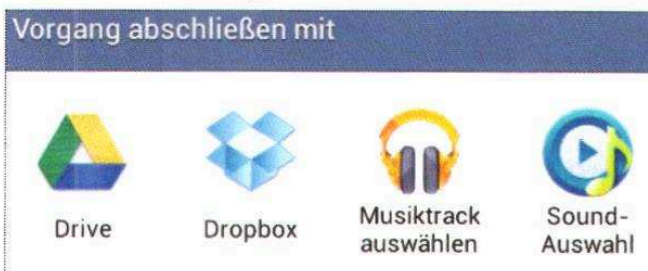 Vorgang abschließen mit
Drive
Dropbox
Musiktrack
auswählen
Sound-
Auswahl